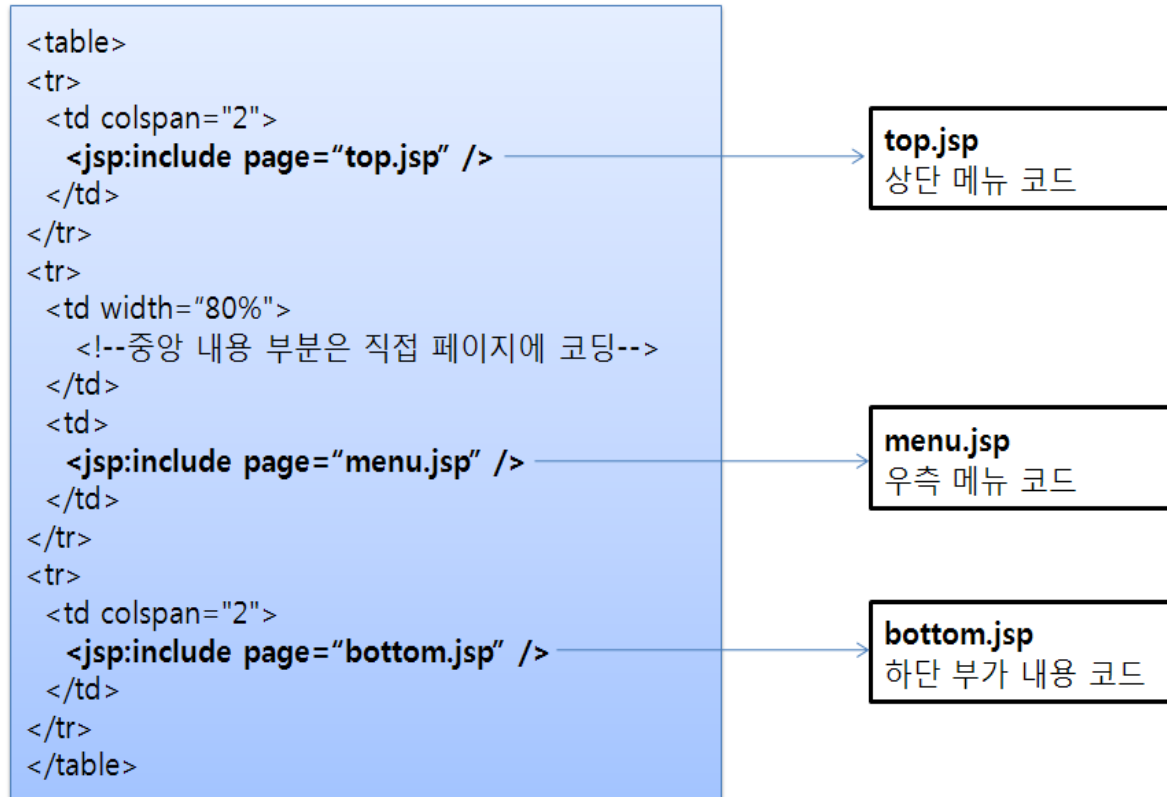 <table>
<tr>
<td colspan="2">
<jsp:include page=“top.jsp” />
</td>
</tr>
<tr>
<td width=“80%">
<!--중앙 내용 부분은 직접 페이지에 코딩-->
</td>
<td>
<jsp:include page=“menu.jsp” />
</td>
</tr>
<tr>
<td colspan="2">
<jsp:include page=“bottom.jsp” />
</td>
</tr>
</table>
top.jsp
상단 메뉴 코드
menu.jsp
우측 메뉴 코드
bottom.jsp
하단 부가 내용 코드